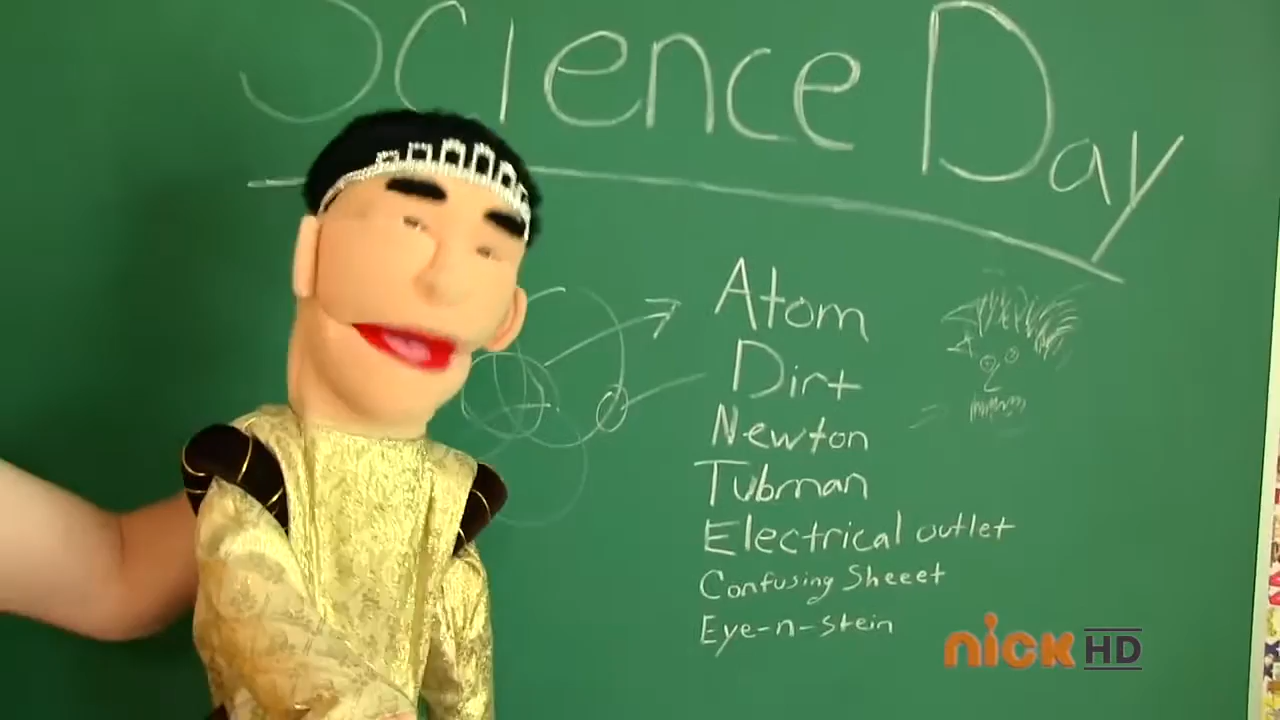 Science Day
Atom
Dirt
Newton
Tubman
Electrical outlet
Confusing Sheeet
Eye-n-Stein
nick HD